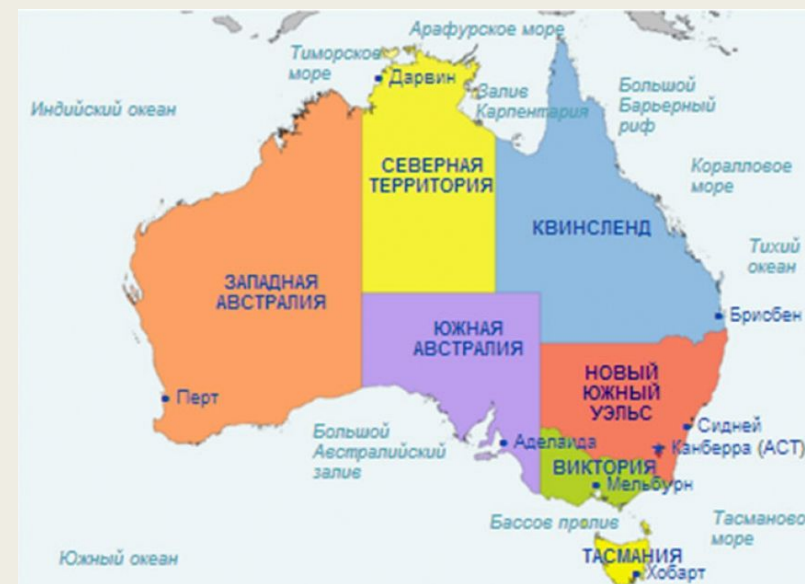 Арафурское море
Тиморское
море
Дарвин
Залив
Карпентария
Большой
Барьерный
риф
Индийский океан
СЕВЕРНАЯ
ТЕРРИТОРИЯ
Коралловое
море
КВИНСЛЕНД
Тихий
океан
ЗАПАДНАЯ
АВСТРАЛИЯ
Брисбен
ЮЖНАЯ
АВСТРАЛИЯ
НОВЫЙ
ЮЖНЫЙ
УЭЛЬС
Перт
Сидней
Большой
Австралийский
залив
Аделаида
Канберра (АСТ)
ВИКТОРИЯ
Мельбурн
Бассов пролив
Тасманово
море
Южный океан
ТАСМАНИЯ
Хобарт